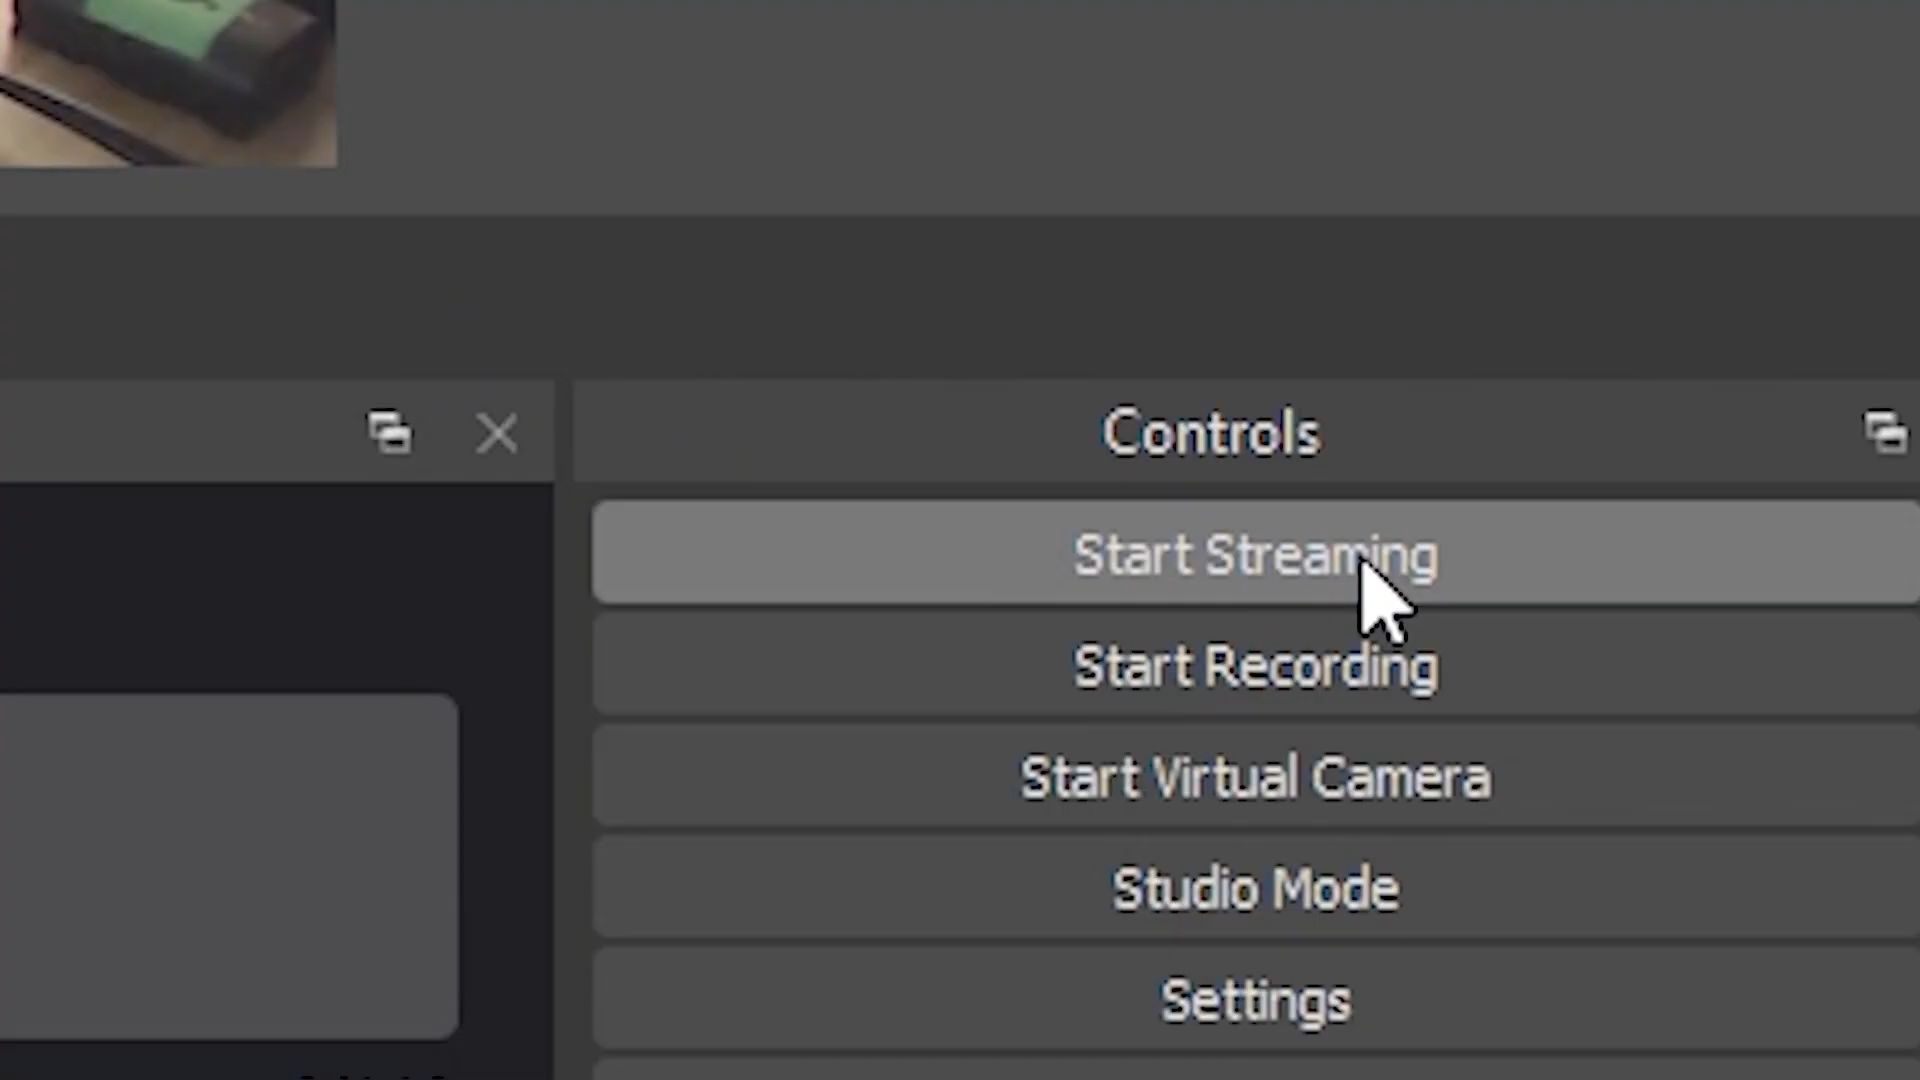 Controls
Start Streaming
Start Recording
Start Virtual Camera
Studio Mode
Settings